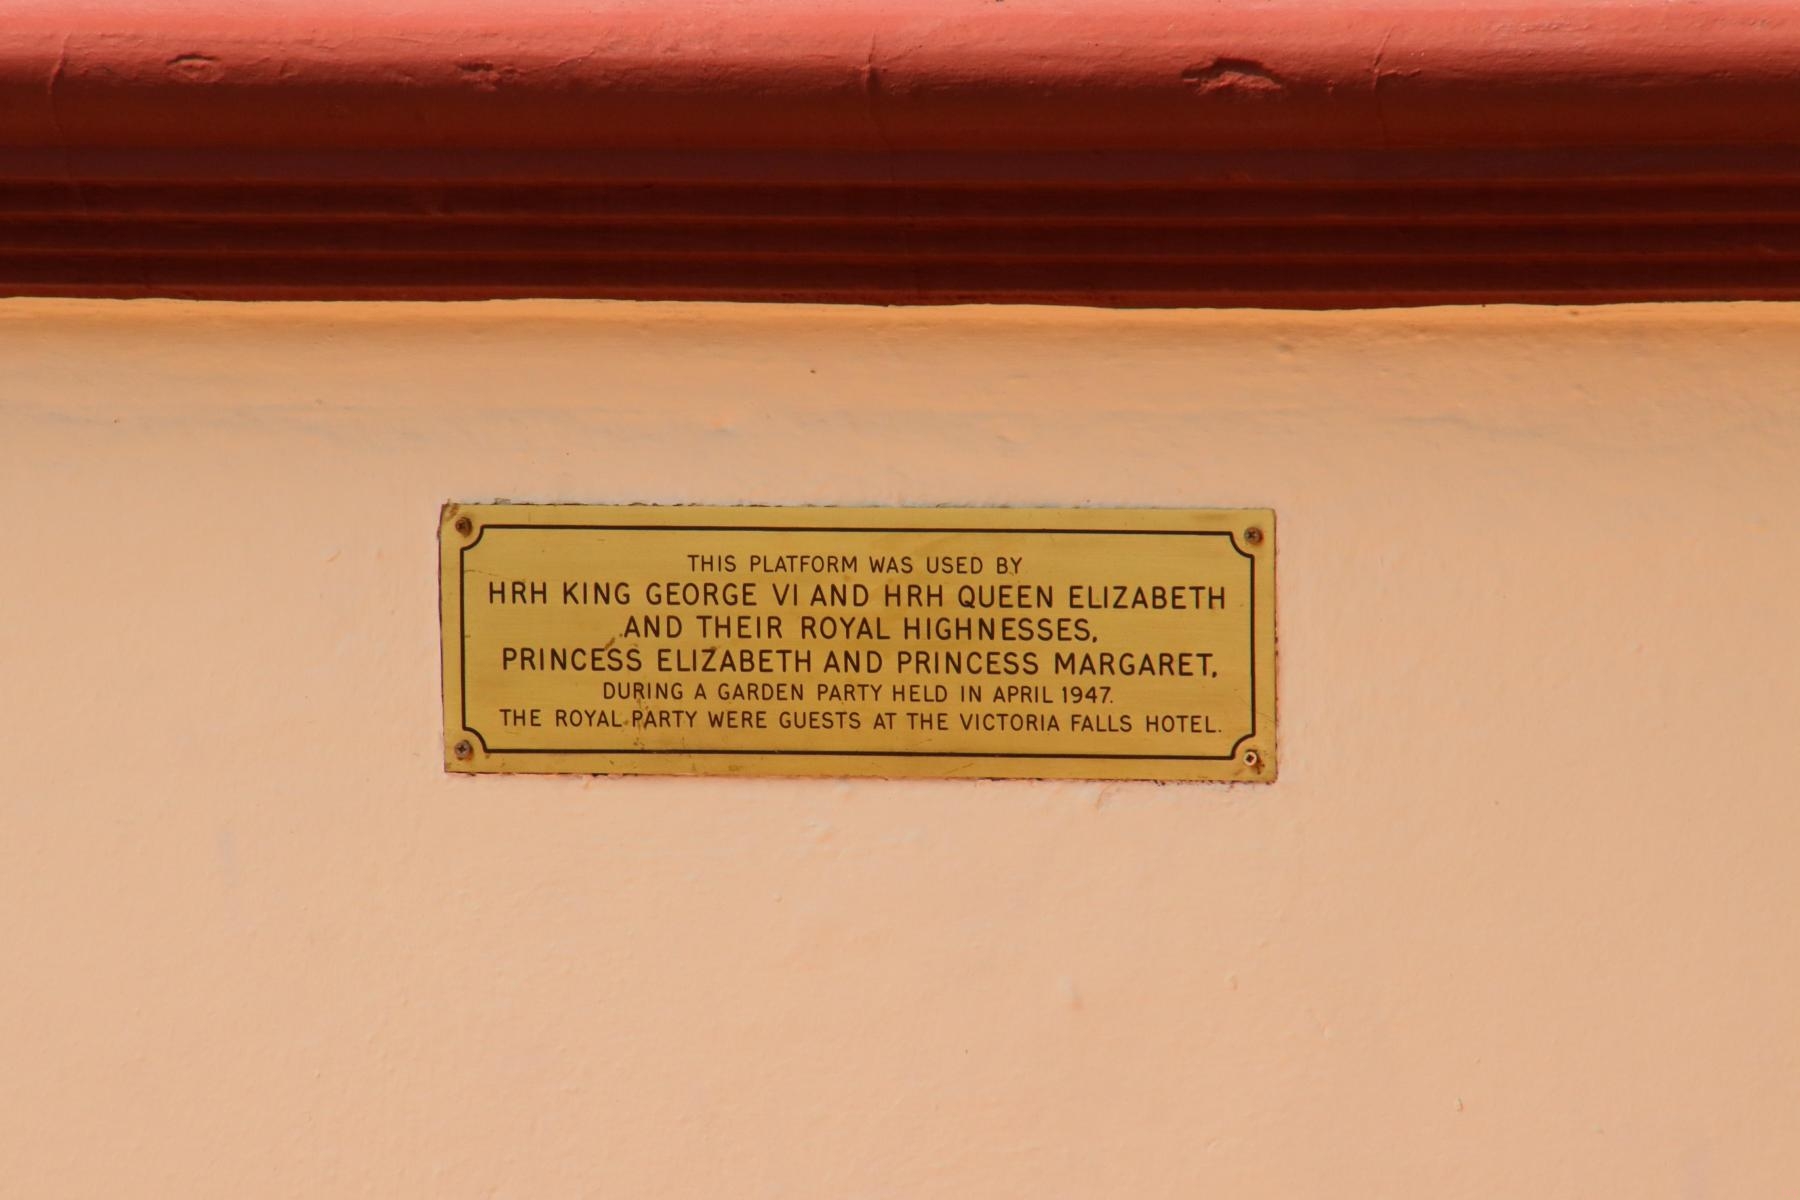 THIS PLATFORM WAS USED BY
HRH KING GEORGE VI AND HRH QUEEN ELIZABETH
AND THEIR ROYAL HIGHNESSES,
PRINCESS ELIZABETH AND PRINCESS MARGARET,
DURING A GARDEN PARTY HELD IN APRIL 1947.
THE ROYAL PARTY WERE GUESTS AT THE VICTORIA FALLS HOTEL.